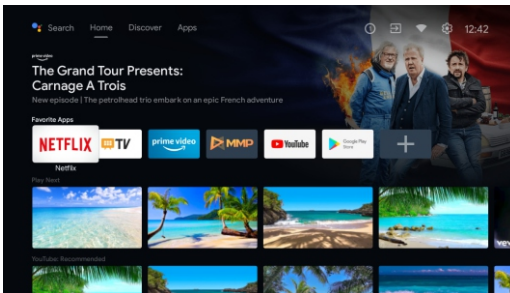 Search Home Discover Apps 12:42
prime video
The Grand Tour Presents:
Carnage A Trois
New episode | The petrolhead trio embark on an epic French adventure
Favorite Apps
NETFLIX TV prime video MMP YouTube Google Play Store
Netflix
Play Next
vev
YouTube: Recommended